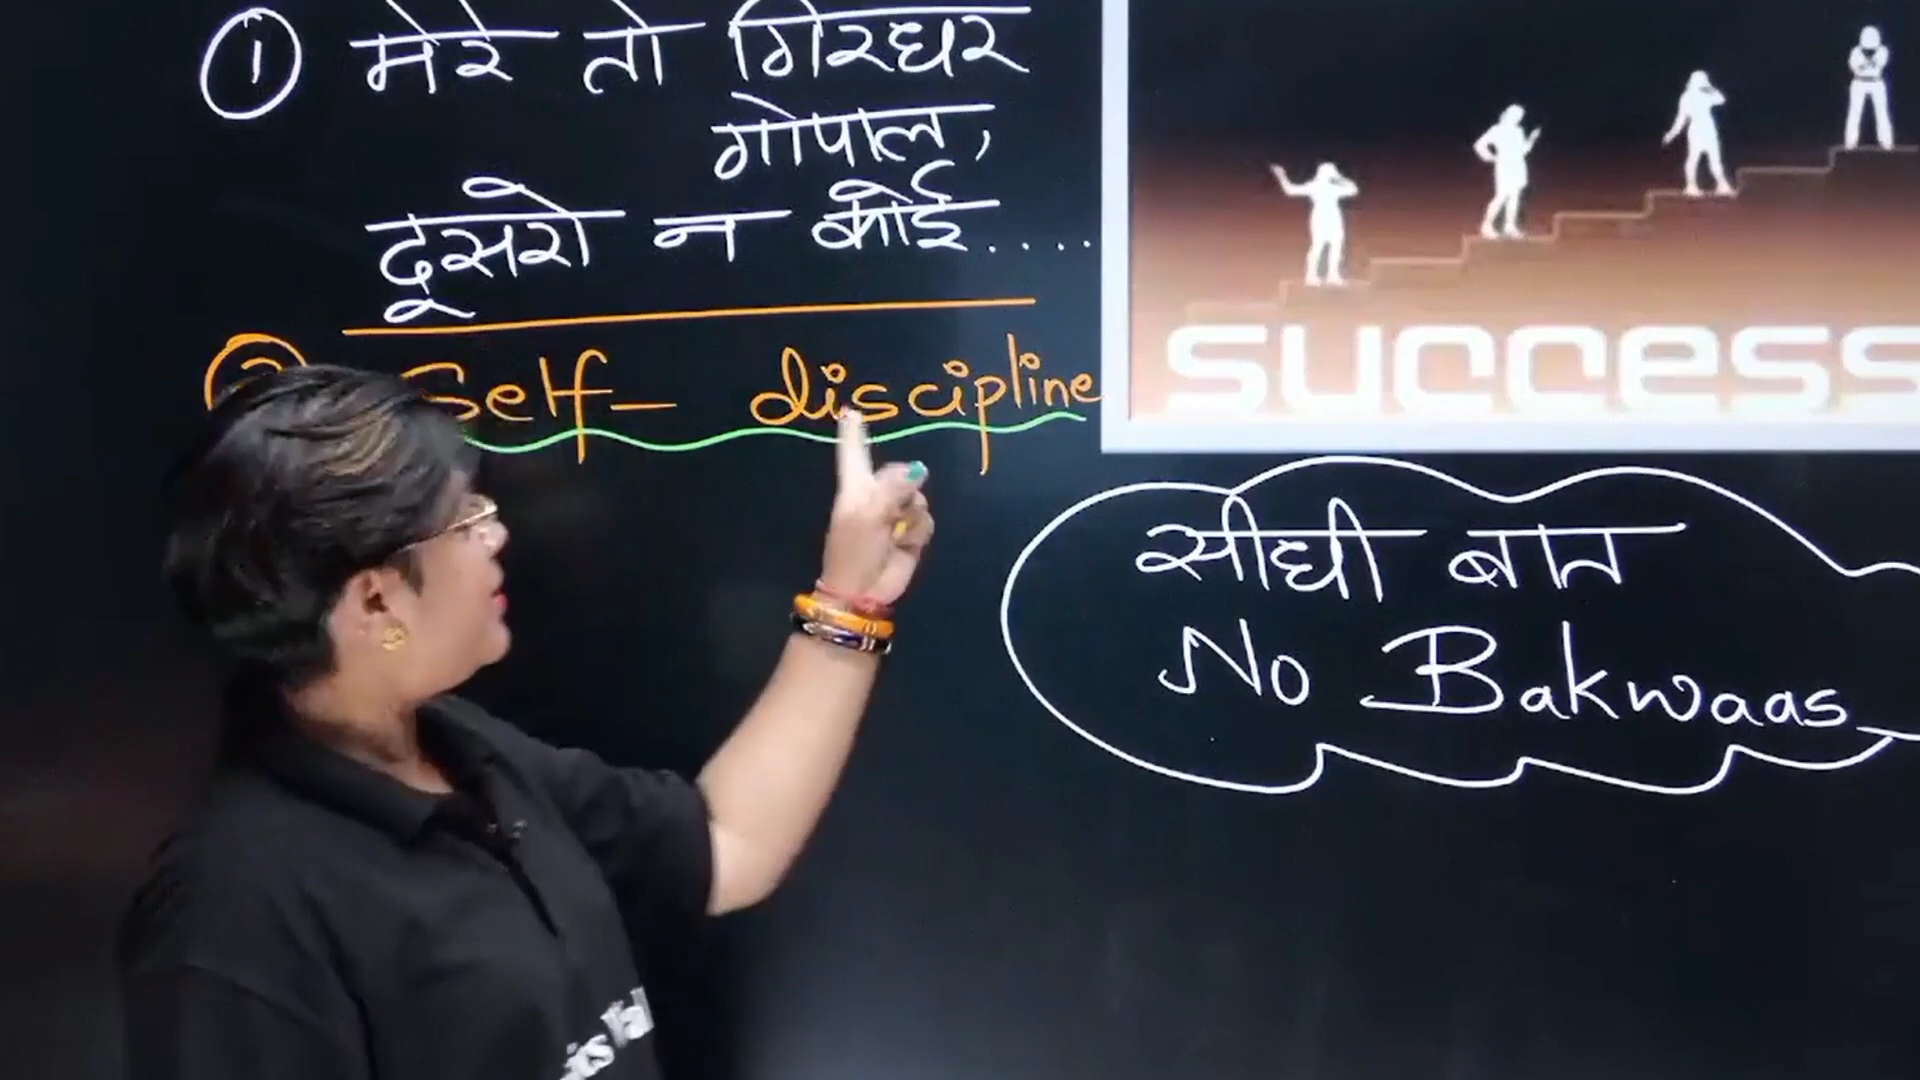 ① मेरे तो गिरधर
गोपाल,
दूसरो न कोई....
Self- discipline
success
सीधी बात
No Bakwaas